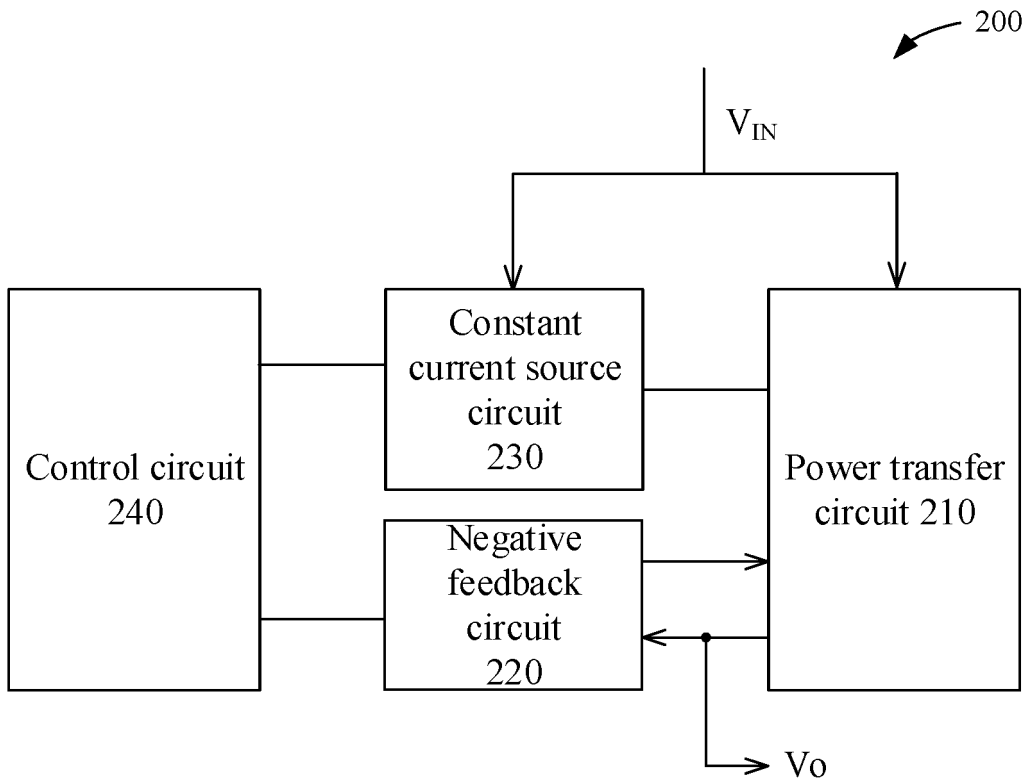 200
V_IN
Constant
current source
circuit
230
Control circuit
240
Power transfer
circuit 210
Negative
feedback
circuit
220
Vo